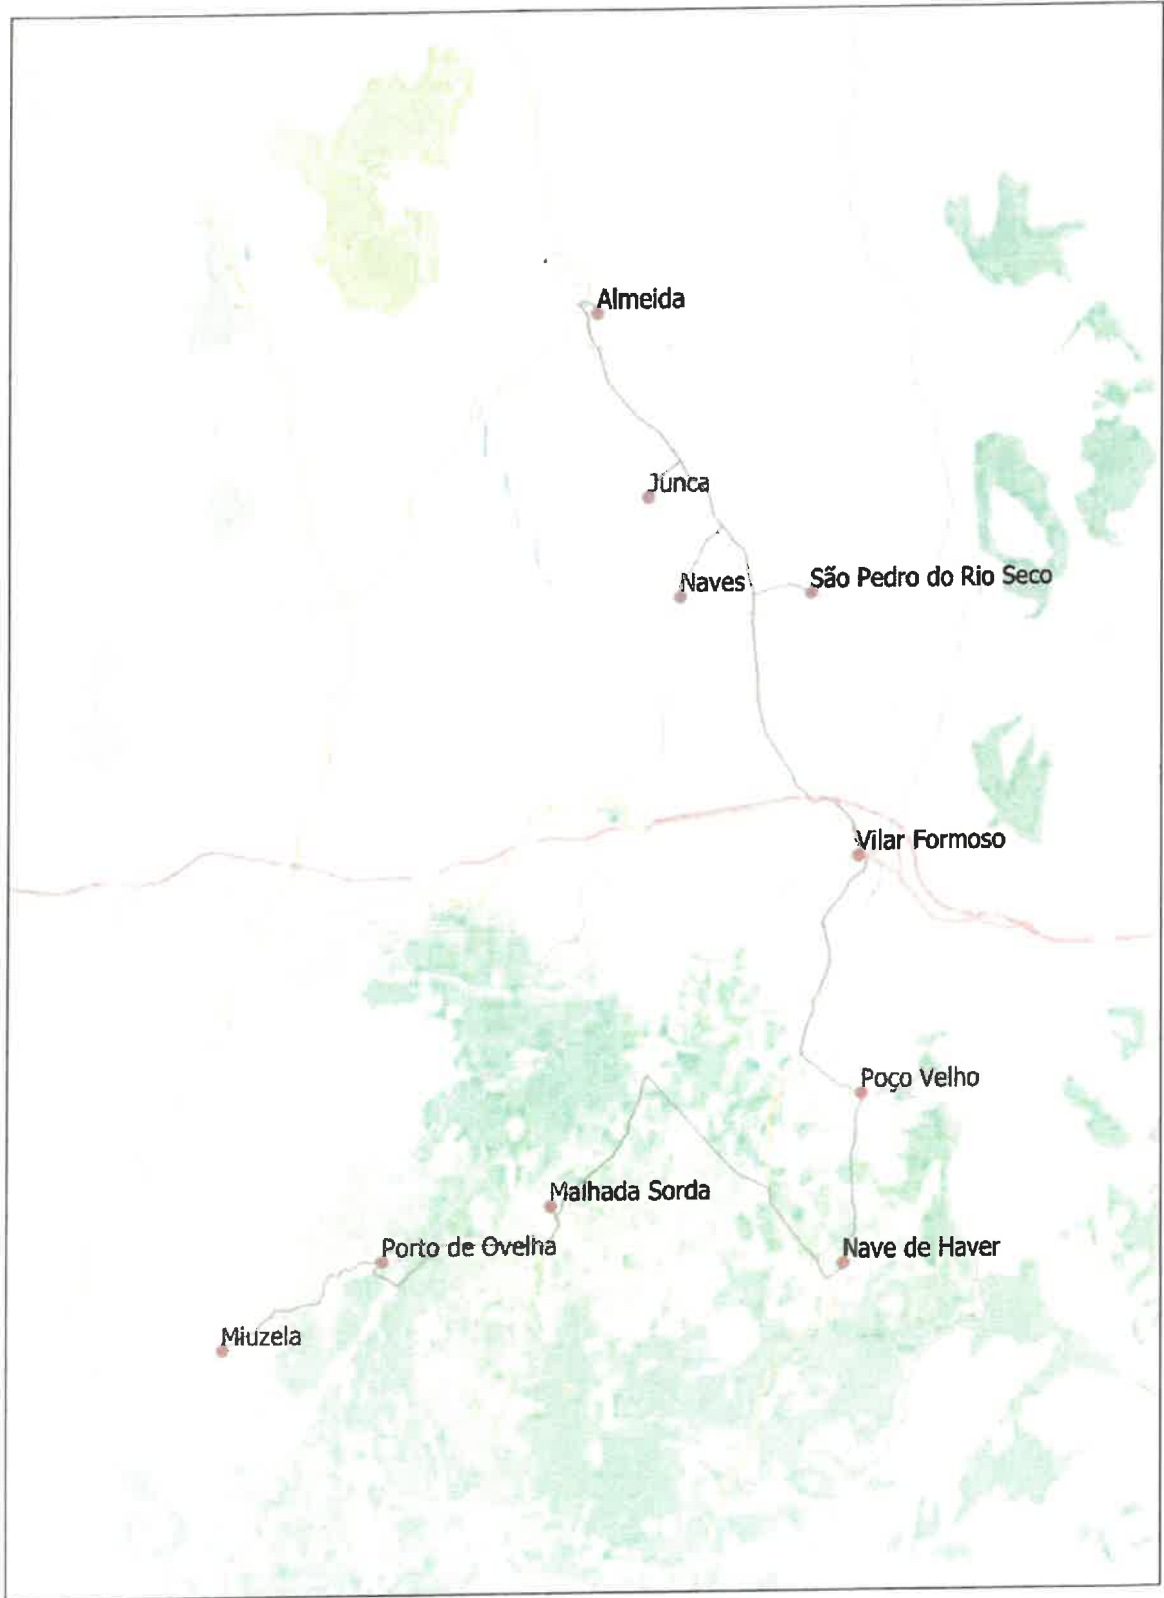 Almeida
Junca
Naves
São Pedro do Rio Seco
Vilar Formoso
Poço Velho
Malhada Sorda
Porto de Ovelha
Nave de Haver
Miuzela